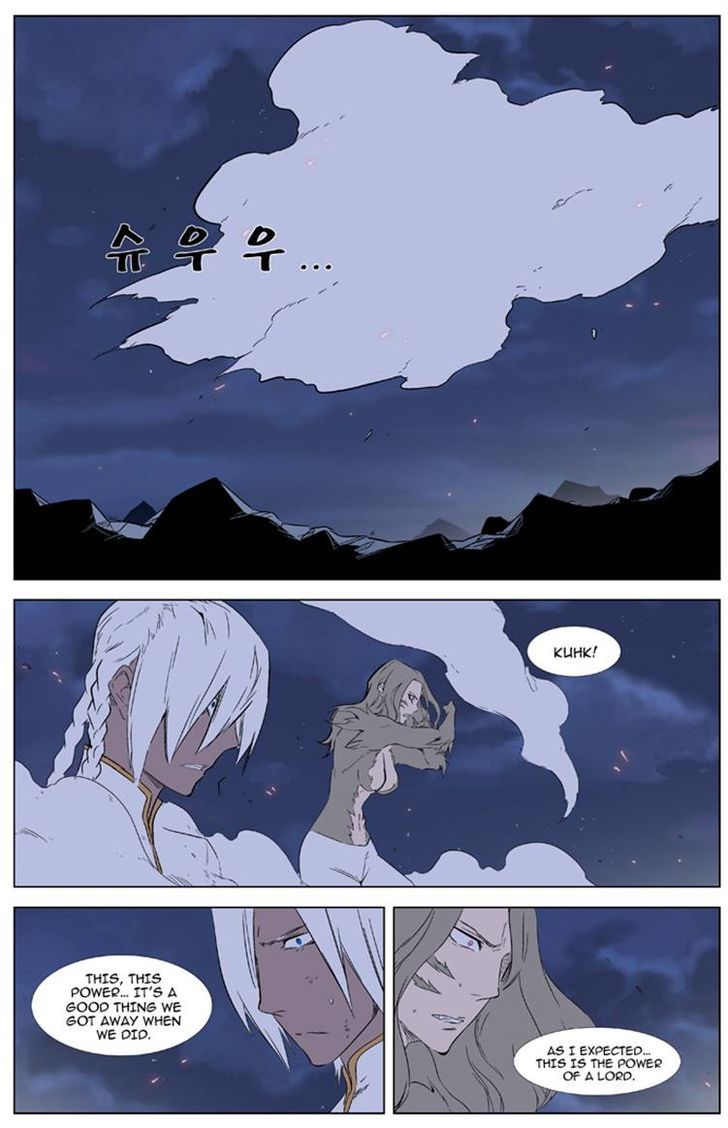 슈우우...
KUHK!
THIS, THIS
POWER... IT'S A
GOOD THING WE
GOT AWAY WHEN
WE DID.
AS I EXPECTED...
THIS IS THE POWER
OF A LORD.